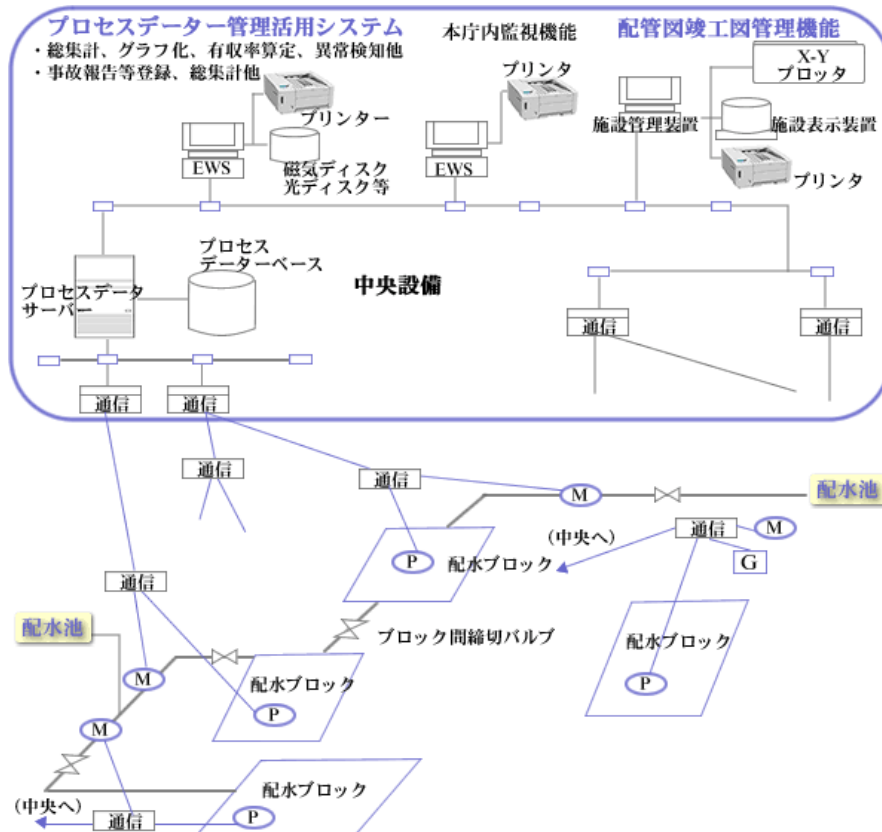 プロセスデーター管理活用システム
・総集計、グラフ化、有収率算定、異常検知他
・事故報告等登録、総集計他
本庁内監視機能
配管図竣工図管理機能
プリンター
EWS
磁気ディスク
光ディスク等
プリンタ
EWS
X-Y
プロッタ
施設管理装置
施設表示装置
プリンタ
プロセス
データーベース
プロセスデータ
サーバー
中央設備
通信
通信
通信
通信
通信
通信
M
配水池
P
配水ブロック
(中央へ)
通信
M
G
通信
配水池
ブロック間締切バルブ
配水ブロック
P
M
配水ブロック
P
M
配水ブロック
P
(中央へ)
通信